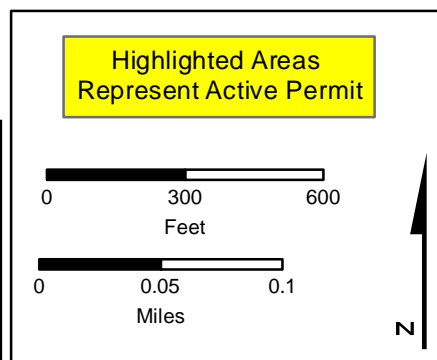 Highlighted Areas
Represent Active Permit
0 300 600
Feet
0 0.05 0.1
Miles
N